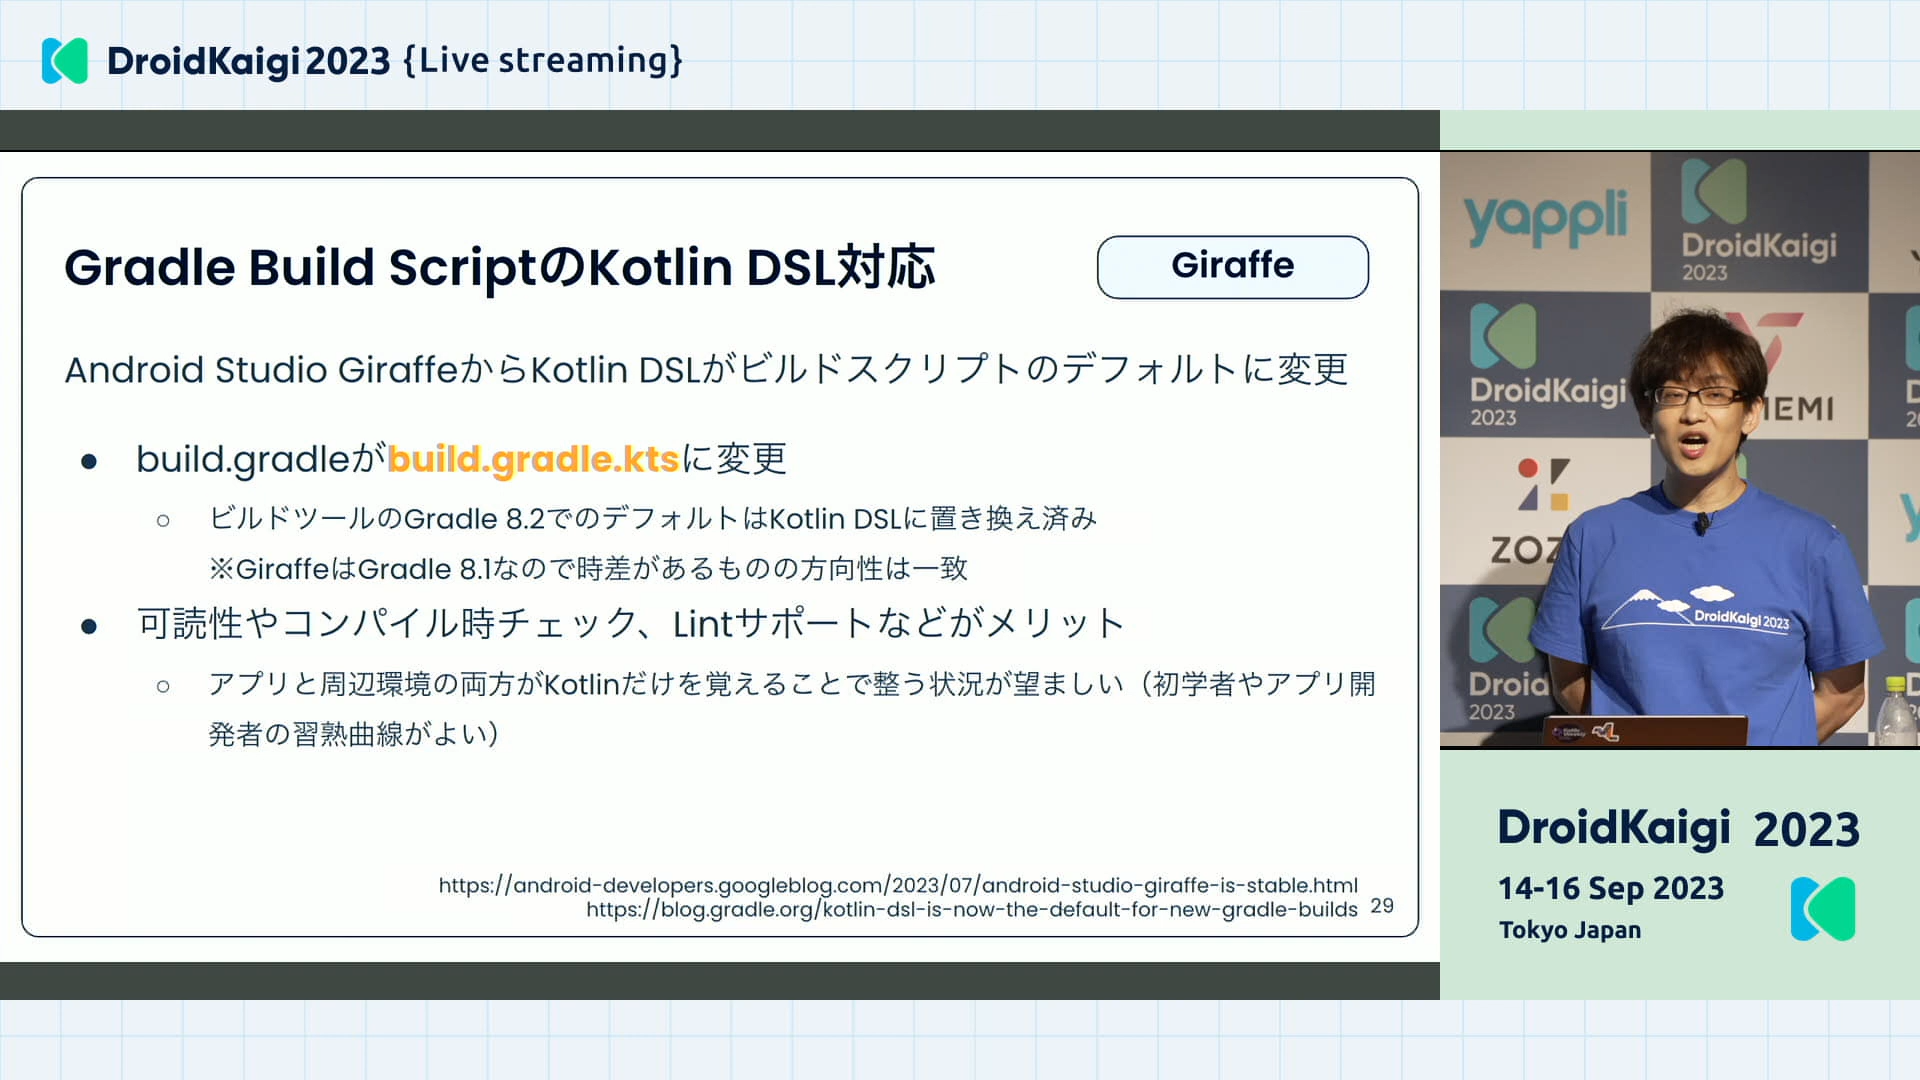 DroidKaigi 2023 {Live streaming}
Gradle Build ScriptのKotlin DSL対応
Giraffe
Android Studio GiraffeからKotlin DSLがビルドスクリプトのデフォルトに変更
● build.gradleがbuild.gradle.ktsに変更
○ ビルドツールのGradle 8.2でのデフォルトはKotlin DSLに置き換え済み
※GiraffeはGradle 8.1なので時差があるものの方向性は一致
● 可読性やコンパイル時チェック、Lintサポートなどがメリット
○ アプリと周辺環境の両方がKotlinだけを覚えることで整う状況が望ましい（初学者やアプリ開
発者の習熟曲線がよい）
https://android-developers.googleblog.com/2023/07/android-studio-giraffe-is-stable.html
https://blog.gradle.org/kotlin-dsl-is-now-the-default-for-new-gradle-builds
29
yappli
DroidKaigi
2023
DroidKaigi
2023
EMI
ZOZ
DroidKaigi 2023
Droid
2023
DroidKaigi 2023
14-16 Sep 2023
Tokyo Japan